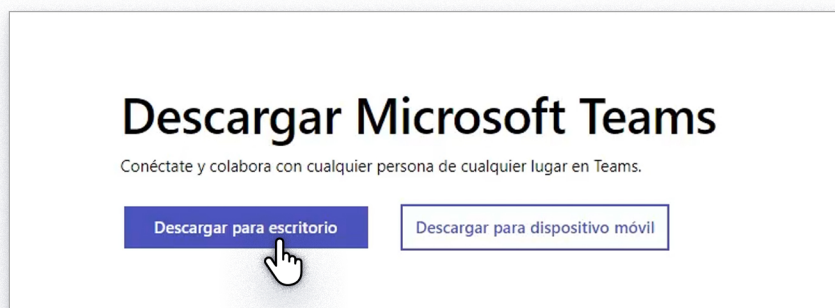 Descargar Microsoft Teams
Conéctate y colabora con cualquier persona de cualquier lugar en Teams.
Descargar para escritorio
Descargar para dispositivo móvil